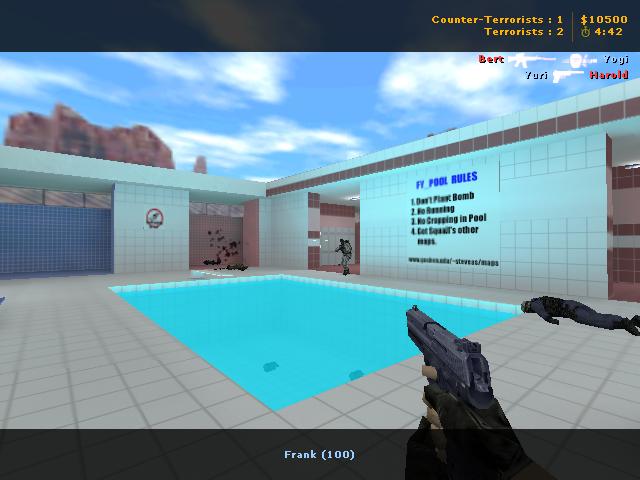 Counter-Terrorists : 1 $10500
Terrorists : 2 4:42
Bert Yogi
Yuri Harold
FY_POOL RULES
1. Don't Plant Bomb
2. No Running
3. No Crapping in Pool
4. Get Squall's other
maps.
Frank (100)